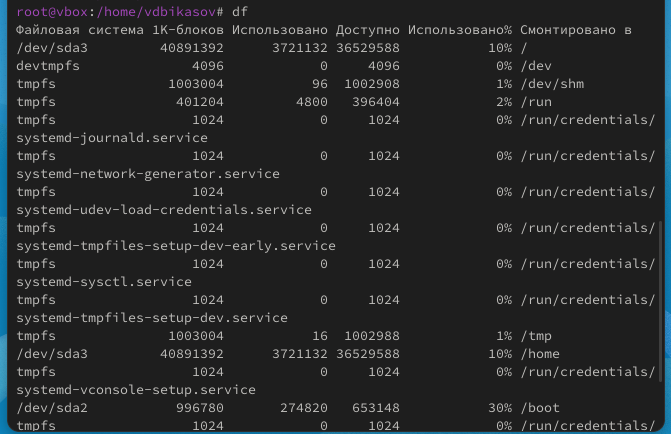 root@vbox:/home/vdbikasov# df
Файловая система 1K-блоков Использовано Доступно Использовано% Смонтировано в
/dev/sda3 40891392 3721132 36529588 10% /
devtmpfs 4096 0 4096 0% /dev
tmpfs 1003004 96 1002908 1% /dev/shm
tmpfs 401204 4800 396404 2% /run
tmpfs 1024 0 1024 0% /run/credentials/
systemd-journald.service
tmpfs 1024 0 1024 0% /run/credentials/
systemd-network-generator.service
tmpfs 1024 0 1024 0% /run/credentials/
systemd-udev-load-credentials.service
tmpfs 1024 0 1024 0% /run/credentials/
systemd-tmpfiles-setup-dev-early.service
tmpfs 1024 0 1024 0% /run/credentials/
systemd-sysctl.service
tmpfs 1024 0 1024 0% /run/credentials/
systemd-tmpfiles-setup-dev.service
tmpfs 1003004 16 1002988 1% /tmp
/dev/sda3 40891392 3721132 36529588 10% /home
tmpfs 1024 0 1024 0% /run/credentials/
systemd-vconsole-setup.service
/dev/sda2 996780 274820 653148 30% /boot
tmpfs 1024 0 1024 0% /run/credentials/